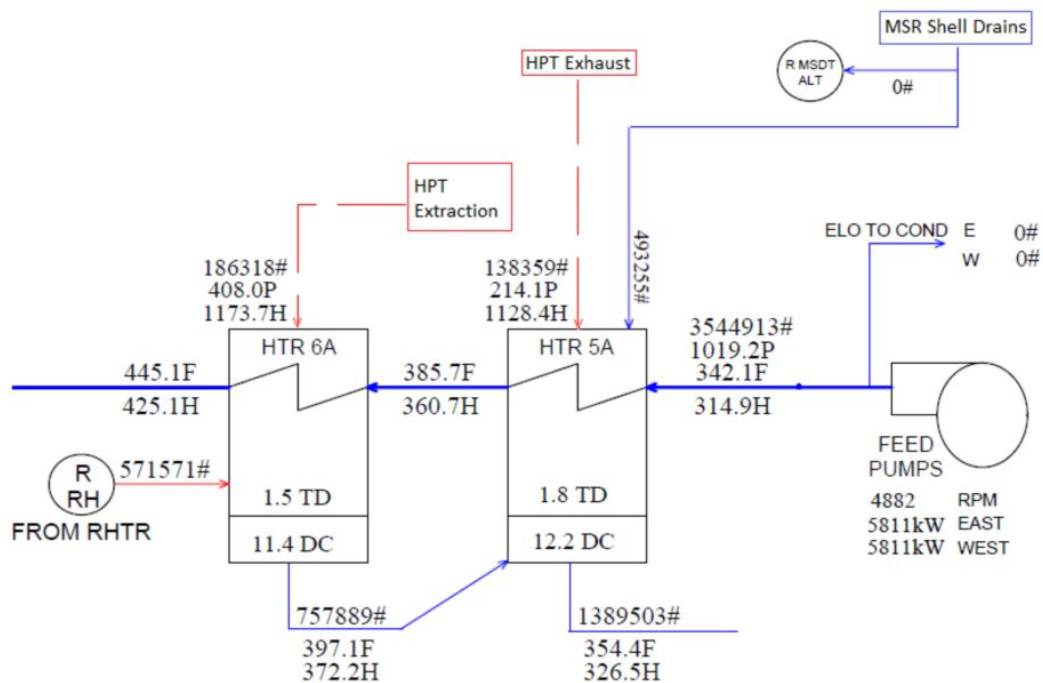 MSR Shell Drains
HPT Exhaust
R MSDT
ALT
0#
HPT
Extraction
493255#
ELO TO COND E 0#
W 0#
186318#
408.0P
1173.7H
138359#
214.1P
1128.4H
3544913#
1019.2P
342.1F
314.9H
HTR 6A
HTR 5A
445.1F
425.1H
385.7F
360.7H
R
RH
571571#
FROM RHTR
1.5 TD
11.4 DC
1.8 TD
12.2 DC
FEED
PUMPS
4882 RPM
5811kW EAST
5811kW WEST
757889#
397.1F
372.2H
1389503#
354.4F
326.5H